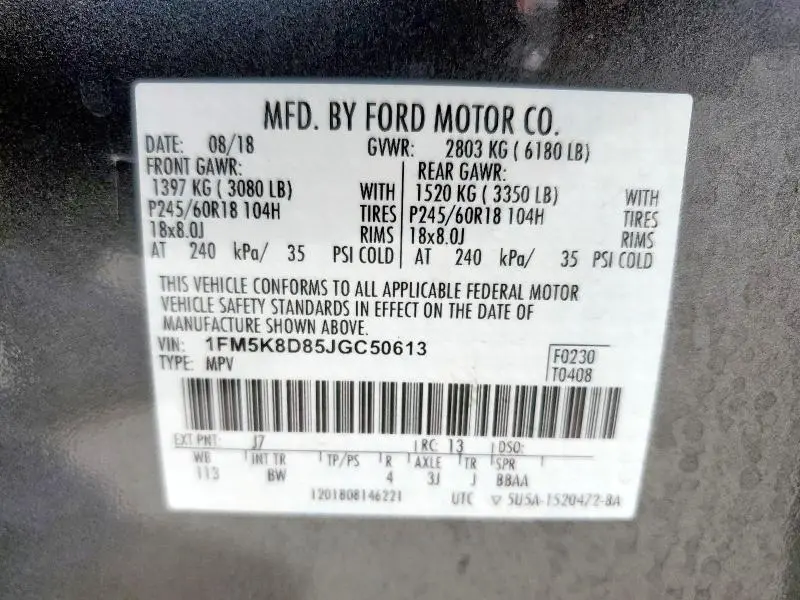 MFD. BY FORD MOTOR CO.
DATE: 08/18 GVWR: 2803 KG ( 6180 LB)
FRONT GAWR: REAR GAWR:
1397 KG ( 3080 LB) WITH 1520 KG ( 3350 LB) WITH
P245/60R18 104H TIRES P245/60R18 104H TIRES
18x8.0J RIMS 18x8.0J RIMS
AT 240 kPa/ 35 PSI COLD AT 240 kPa/ 35 PSI COLD
THIS VEHICLE CONFORMS TO ALL APPLICABLE FEDERAL MOTOR
VEHICLE SAFETY STANDARDS IN EFFECT ON THE DATE OF
MANUFACTURE SHOWN ABOVE.
VIN: 1FM5K8D85JGC50613 F0230
TYPE: MPV T0408
EXT PNT: J7 RC: 13 DSO:
WB INT TR TP/PS R AXLE TR SPR
113 BW 4 3J J BBAA
1201808146221 UTC ▽ 5U5A-1520472-BA